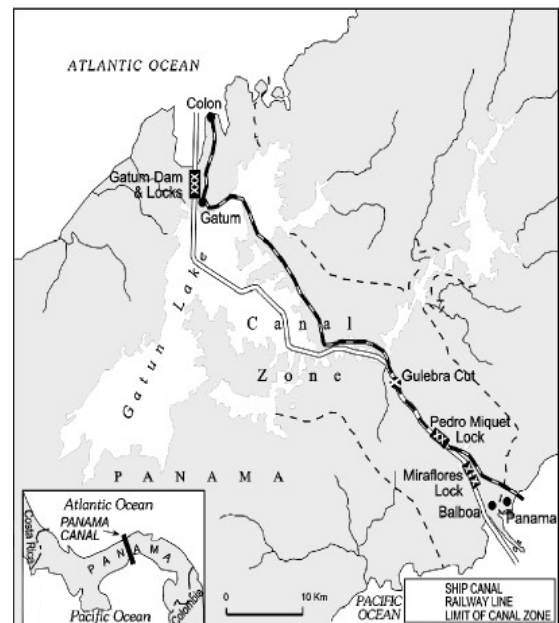 ATLANTIC OCEAN
Colon
Gatum Dam
& Locks
Gatum
Gatun Lake
Canal
Zone
Gulebra Cut
Pedro Miquet
Lock
Miraflores
Lock
Balboa
Panama
PANAMA
Atlantic Ocean
PANAMA
CANAL
Costa Rica
PANAMA
Colombia
Pacific Ocean
0 10 Km
PACIFIC
OCEAN
SHIP CANAL
RAILWAY LINE
LIMIT OF CANAL ZONE